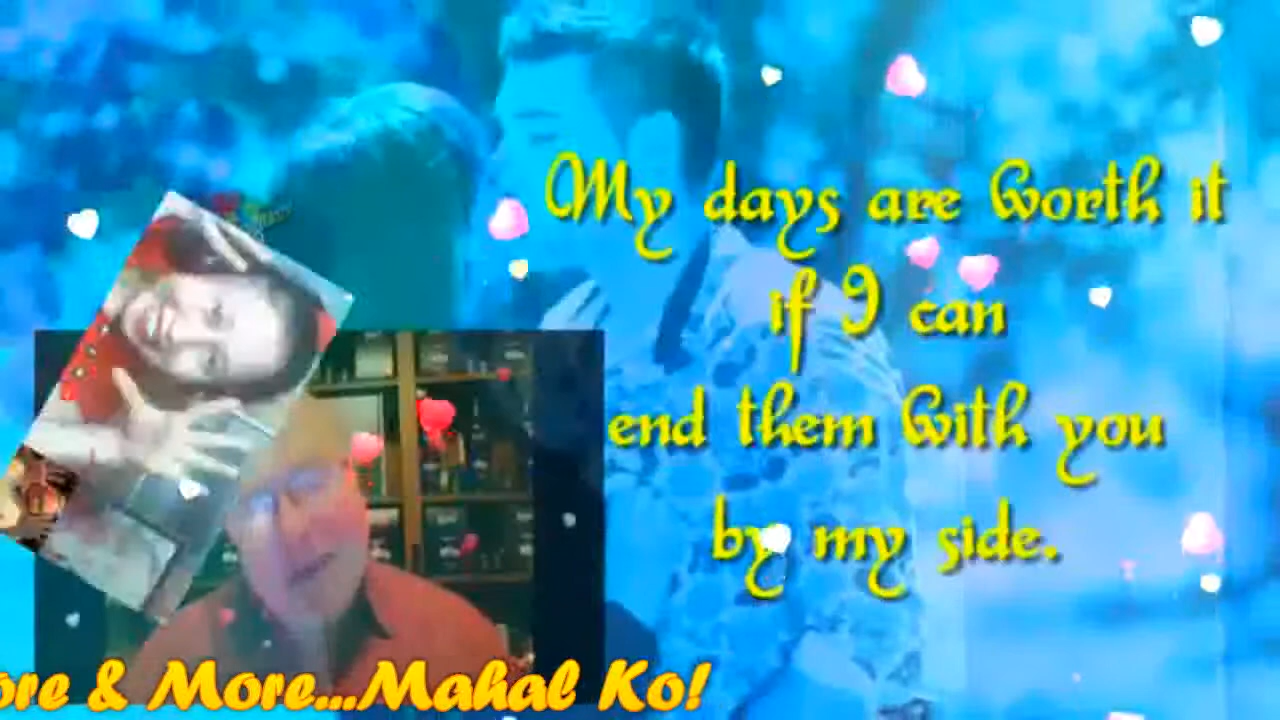 My days are worth it
if I can
end them with you
by my side.
ore & More...Mahal Ko!